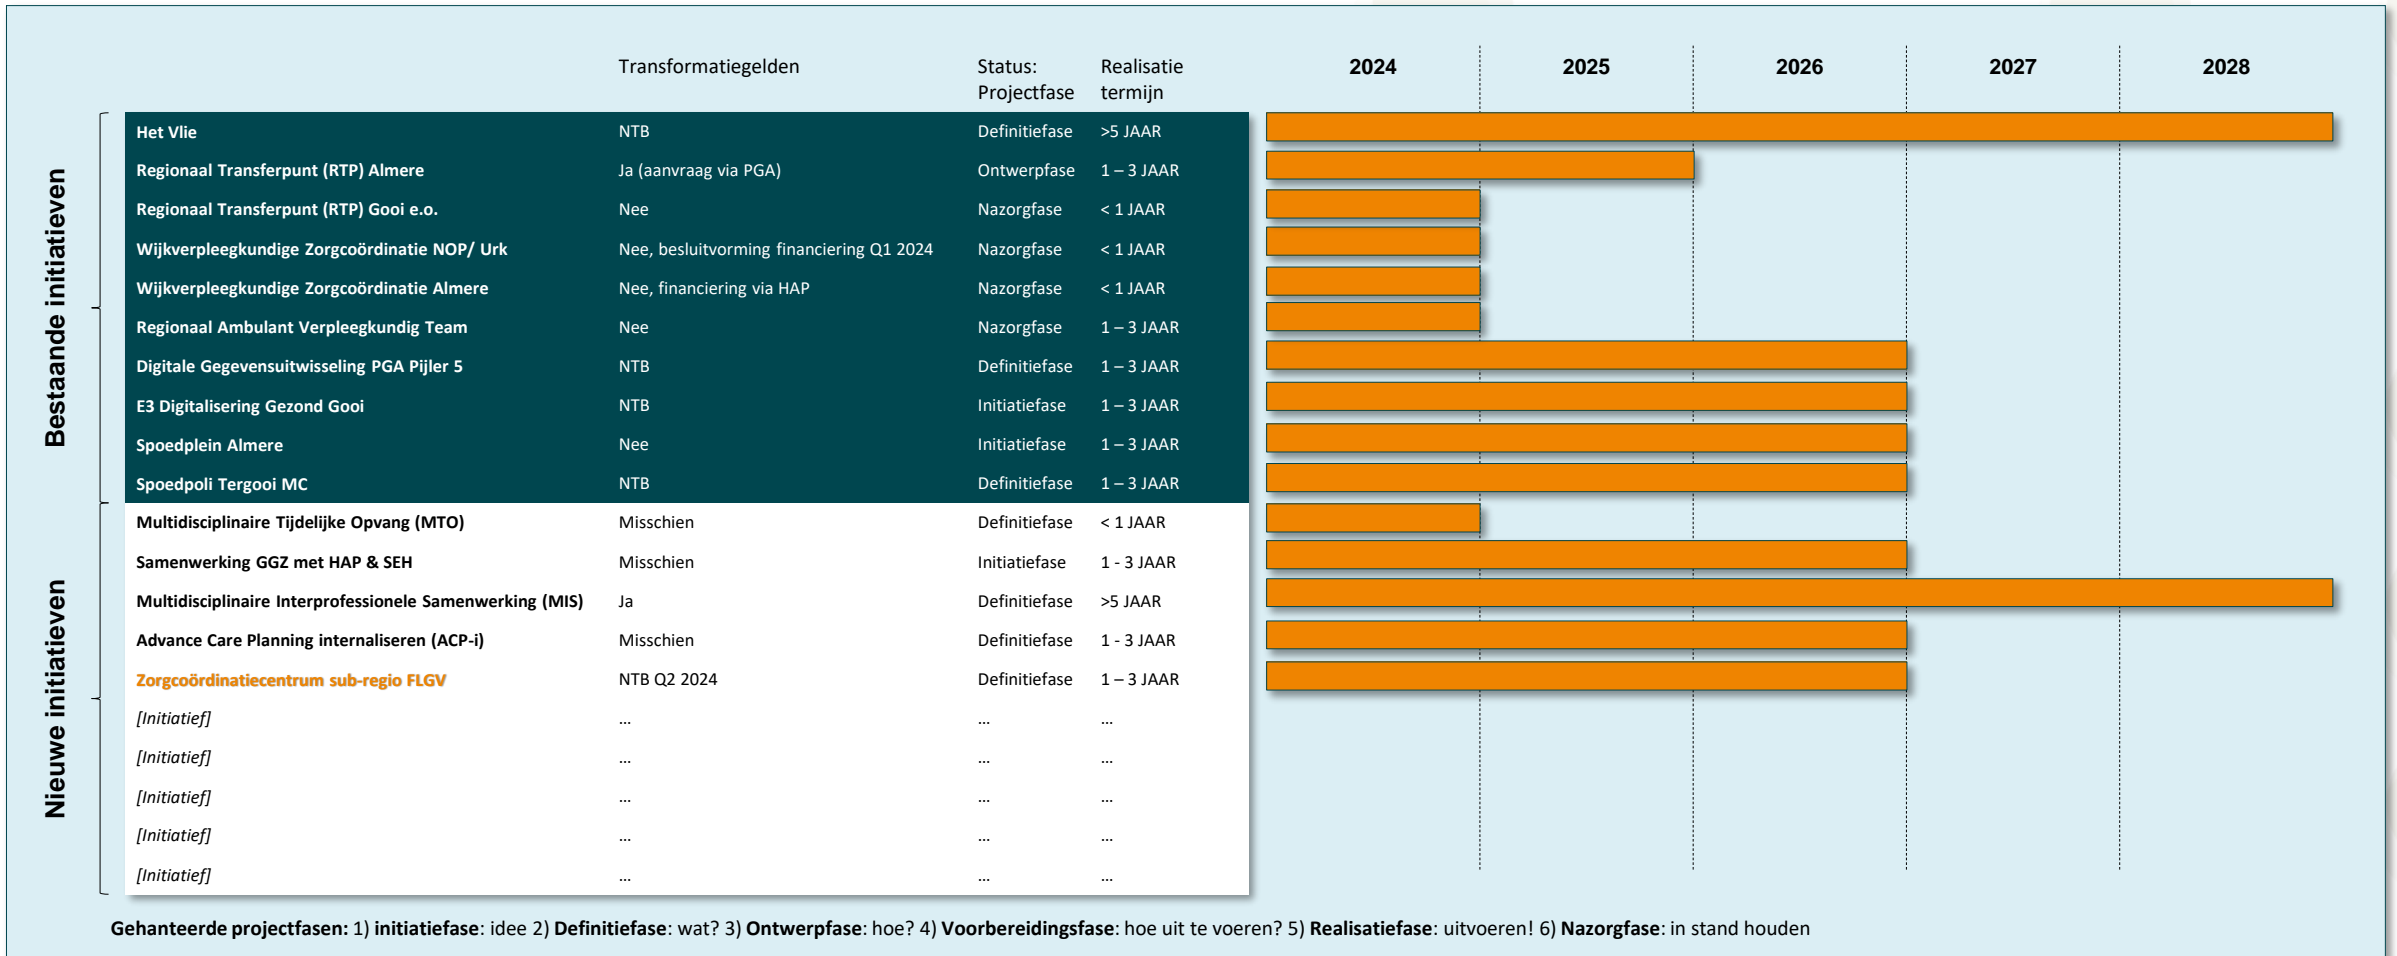 Transformatiegelden Status: Projectfase Realisatie termijn 2024 2025 2026 2027 2028
Bestaande initiatieven
Het Vlie NTB Definitiefase >5 JAAR
Regionaal Transferpunt (RTP) Almere Ja (aanvraag via PGA) Ontwerpfase 1 – 3 JAAR
Regionaal Transferpunt (RTP) Gooi e.o. Nee Nazorgfase < 1 JAAR
Wijkverpleegkundige Zorgcoördinatie NOP/ Urk Nee, besluitvorming financiering Q1 2024 Nazorgfase < 1 JAAR
Wijkverpleegkundige Zorgcoördinatie Almere Nee, financiering via HAP Nazorgfase < 1 JAAR
Regionaal Ambulant Verpleegkundig Team Nee Nazorgfase 1 – 3 JAAR
Digitale Gegevensuitwisseling PGA Pijler 5 NTB Definitiefase 1 – 3 JAAR
E3 Digitalisering Gezond Gooi NTB Initiatiefase 1 – 3 JAAR
Spoedplein Almere Nee Initiatiefase 1 – 3 JAAR
Spoedpoli Tergooi MC NTB Definitiefase 1 – 3 JAAR
Nieuwe initiatieven
Multidisciplinaire Tijdelijke Opvang (MTO) Misschien Definitiefase < 1 JAAR
Samenwerking GGZ met HAP & SEH Misschien Initiatiefase 1 - 3 JAAR
Multidisciplinaire Interprofessionele Samenwerking (MIS) Ja Definitiefase >5 JAAR
Advance Care Planning internaliseren (ACP-i) Misschien Definitiefase 1 - 3 JAAR
Zorgcoördinatiecentrum sub-regio FLGV NTB Q2 2024 Definitiefase 1 – 3 JAAR
[Initiatief] ... ... ...
[Initiatief] ... ... ...
[Initiatief] ... ... ...
[Initiatief] ... ... ...
[Initiatief] ... ... ...
Gehanteerde projectfasen: 1) initiatiefase: idee 2) Definitiefase: wat? 3) Ontwerpfase: hoe? 4) Voorbereidingsfase: hoe uit te voeren? 5) Realisatiefase: uitvoeren! 6) Nazorgfase: in stand houden